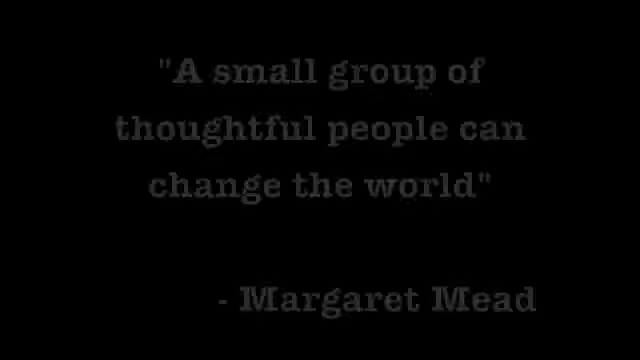 "A small group of
thoughtful people can
change the world"
- Margaret Mead